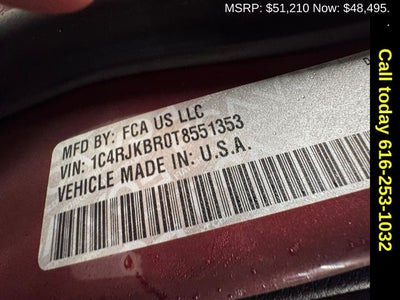 MSRP: $51,210 Now: $48,495.
MFD BY: FCA US LLC
VIN: 1C4RJKBR0T8551353
VEHICLE MADE IN: U.S.A.
Call today 616-253-1032